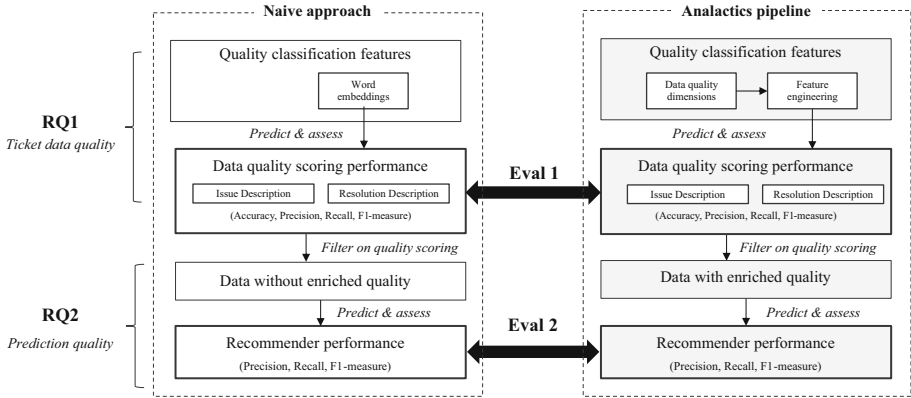 Naive approach
Analactics pipeline
RQ1
Ticket data quality
Quality classification features
Word
embeddings
Predict & assess
Data quality scoring performance
Issue Description
Resolution Description
(Accuracy, Precision, Recall, F1-measure)
Filter on quality scoring
Eval 1
Quality classification features
Data quality
dimensions
Feature
engineering
Predict & assess
Data quality scoring performance
Issue Description
Resolution Description
(Accuracy, Precision, Recall, F1-measure)
Filter on quality scoring
RQ2
Prediction quality
Data without enriched quality
Predict & assess
Recommender performance
(Precision, Recall, F1-measure)
Eval 2
Data with enriched quality
Predict & assess
Recommender performance
(Precision, Recall, F1-measure)